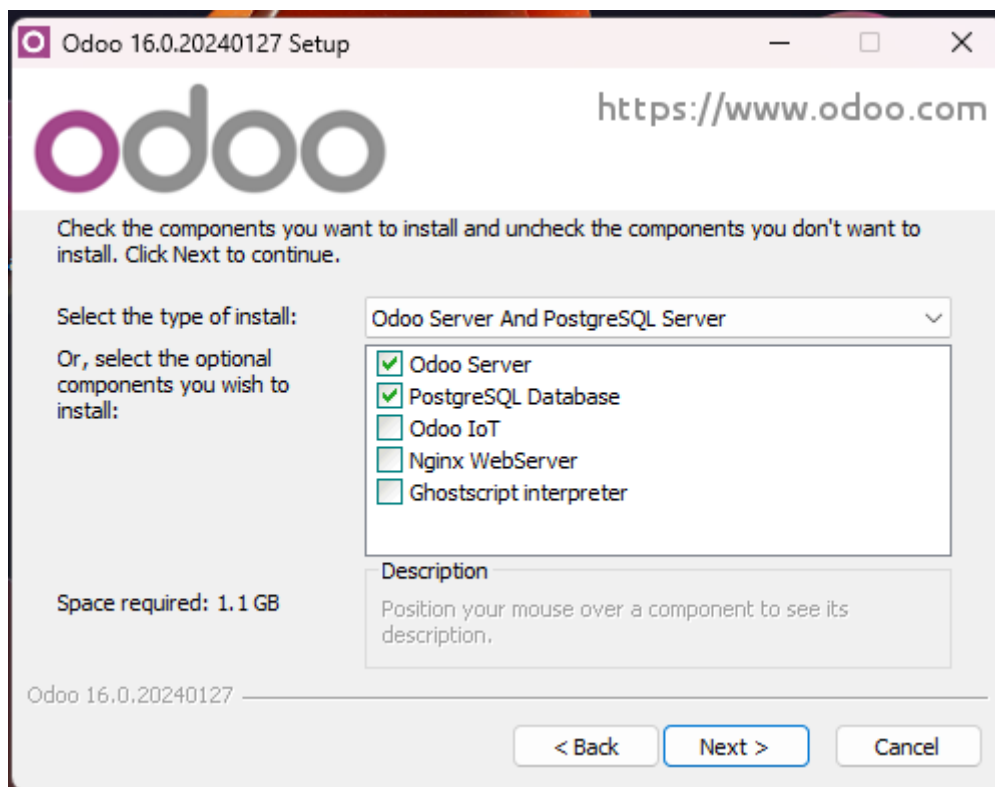 Odoo 16.0.20240127 Setup
odoo
https://www.odoo.com
Check the components you want to install and uncheck the components you don't want to
install. Click Next to continue.
Select the type of install:
Odoo Server And PostgreSQL Server
Or, select the optional
components you wish to
install:
Odoo Server
PostgreSQL Database
Odoo IoT
Nginx WebServer
Ghostscript interpreter
Space required: 1.1 GB
Description
Position your mouse over a component to see its
description.
Odoo 16.0.20240127
< Back
Next >
Cancel